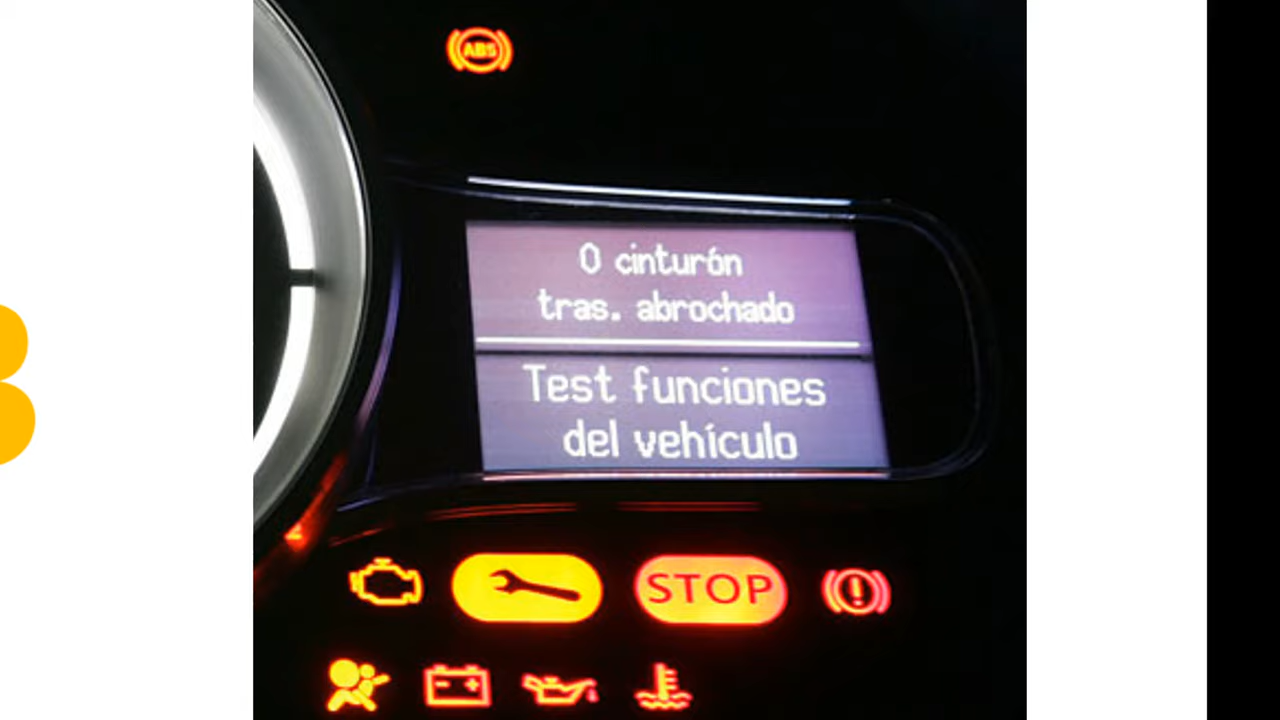 ABS
0 cinturón
tras. abrochado
Test funciones
del vehículo
STOP